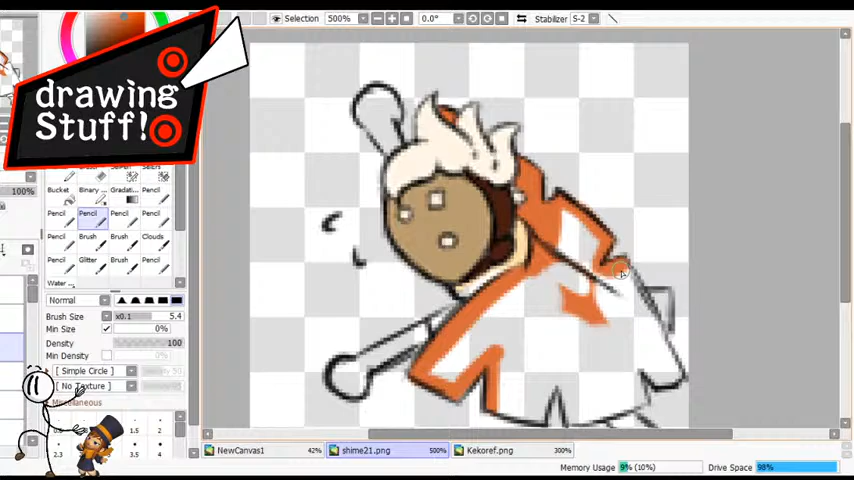 Selection 500% 0.0° Stabilizer S-2
drawing
Stuff!
100%
Bucket Binary ... Gradat... Pencil
Pencil Pencil Pencil Pencil
Pencil Brush Brush Clouds
Pencil Glitter Brush Pencil
Water ...
Normal
Brush Size x0.1 5.4
Min Size 0%
Density 100
Min Density 0%
[ Simple Circle ] 50
[ No Texture ]
Miscellaneous
1.5 2
2.3 3.5 4
NewCanvas1 42% shime21.png 500% Kekoref.png 300%
Memory Usage 9% (10%) Drive Space 98%